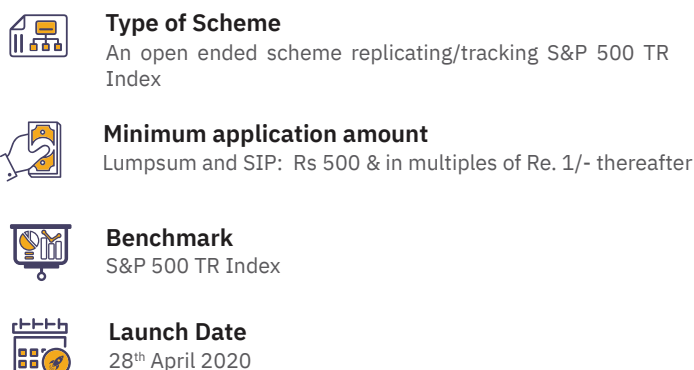 Type of Scheme
An open ended scheme replicating/tracking S&P 500 TR
Index
Minimum application amount
Lumpsum and SIP: Rs 500 & in multiples of Re. 1/- thereafter
Benchmark
S&P 500 TR Index
Launch Date
28th April 2020